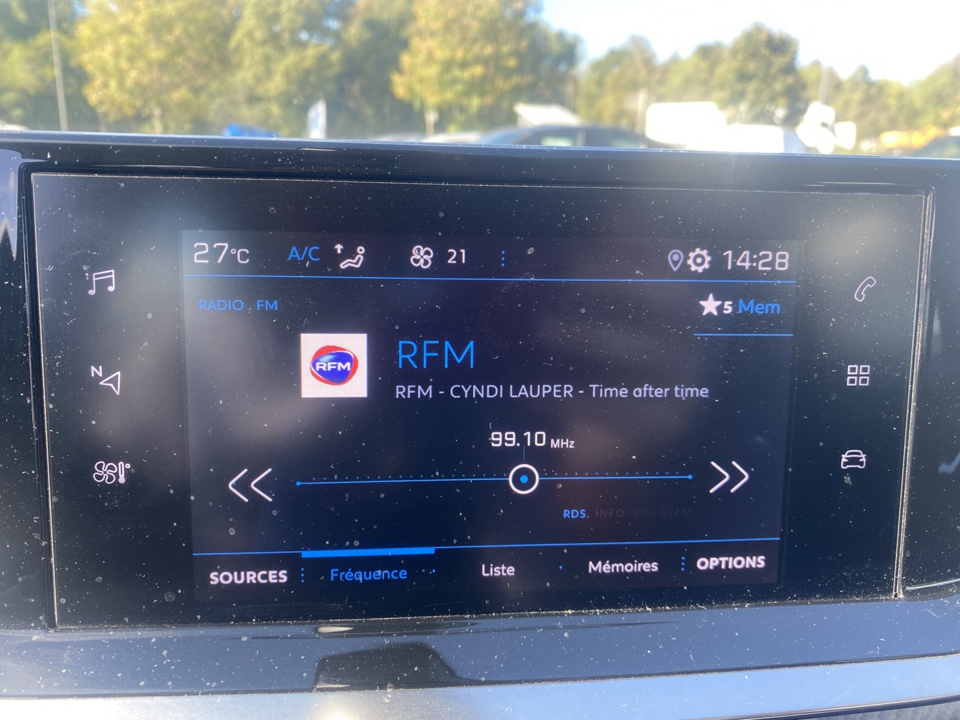 27°C A/C 21 14:28
RADIO . FM
5 Mem
RFM
RFM
RFM - CYNDI LAUPER - Time after time
99.10 MHz
N
RDS. INFO
SOURCES Fréquence Liste Mémoires OPTIONS